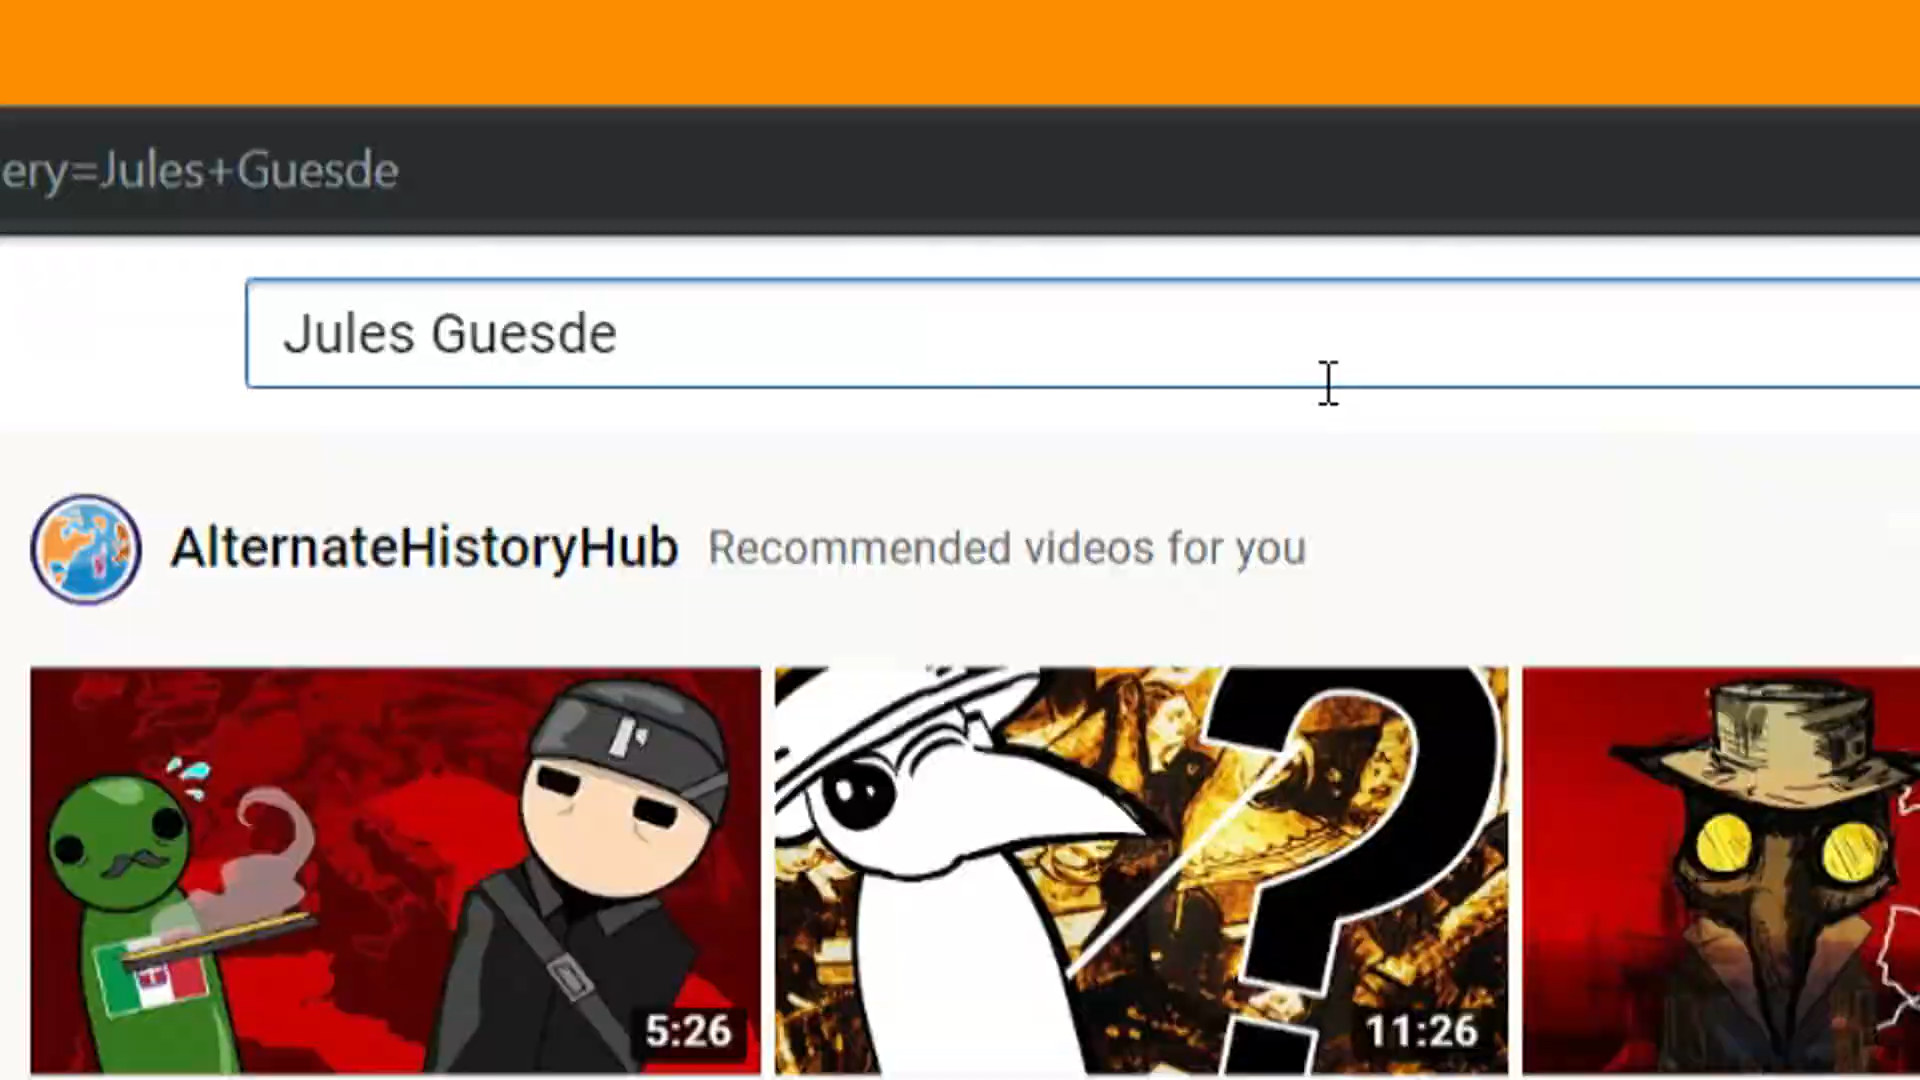 ery=Jules+Guesde
Jules Guesde
AlternateHistoryHub Recommended videos for you
5:26
11:26